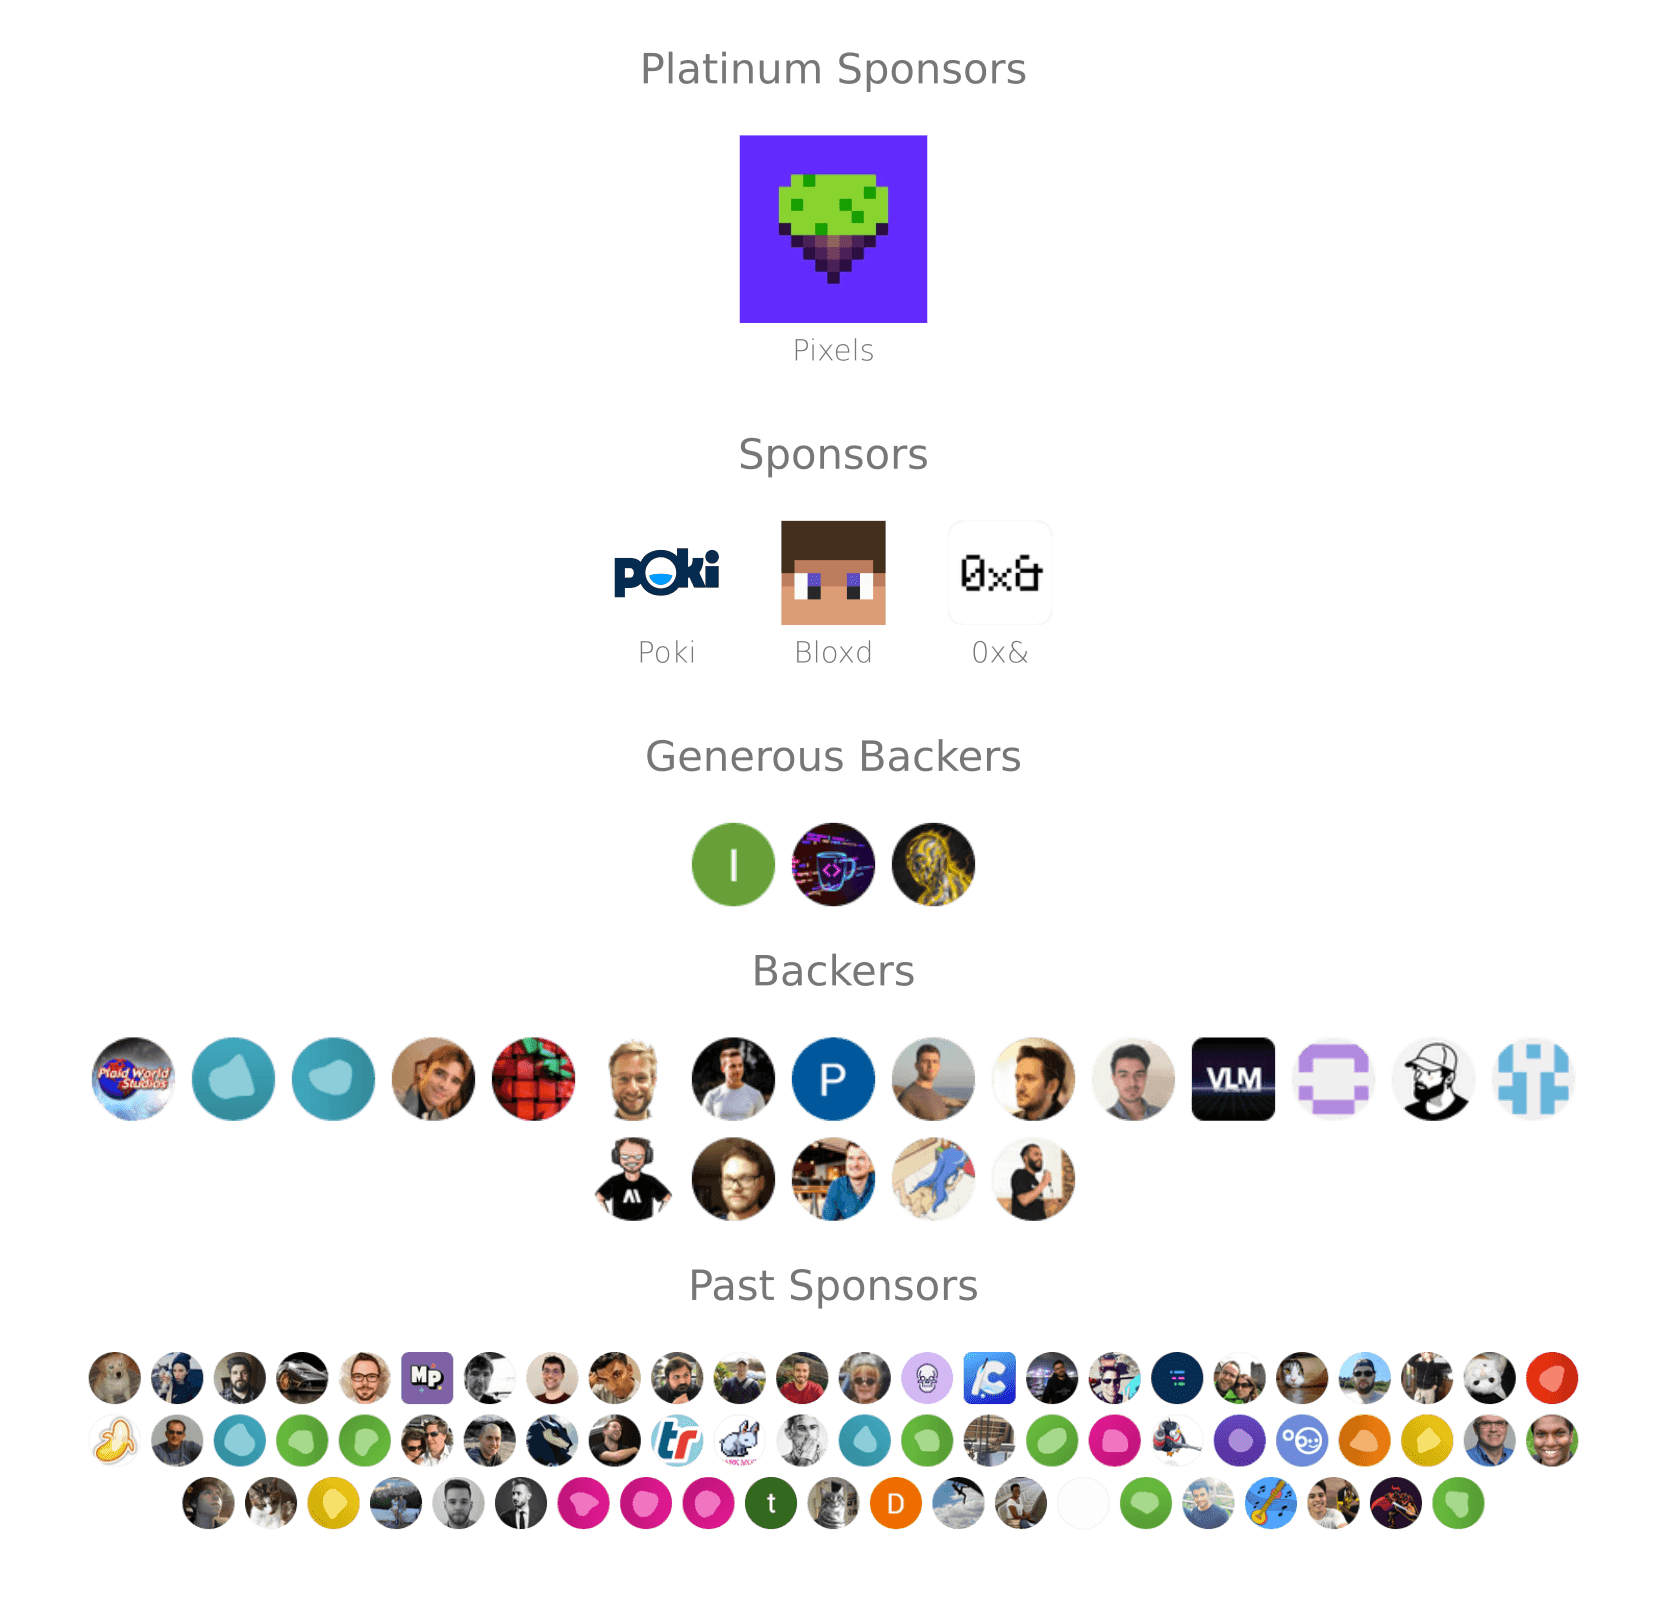 Platinum Sponsors
Pixels
Sponsors
poki
0x&
Poki Bloxd 0x&
Generous Backers
I
<>
Backers
Plaid World
Studios
P
VLM
Past Sponsors
MP
C
tr
t
D